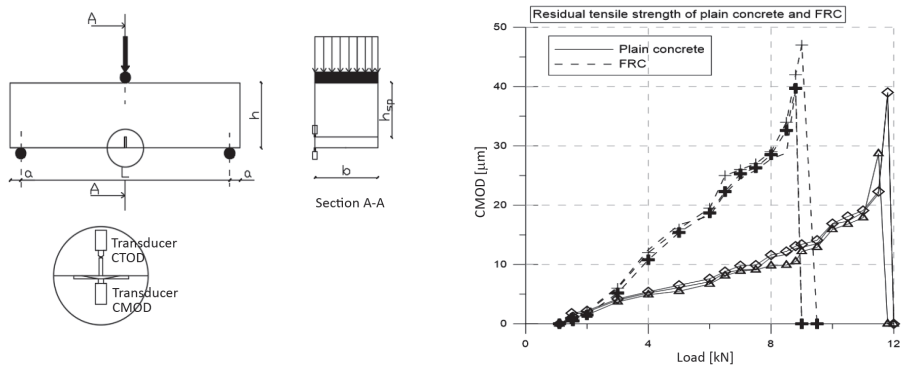 A
h
hsp
a
L
a
A
b
Section A-A
Transducer
CTOD
Transducer
CMOD
Residual tensile strength of plain concrete and FRC
Plain concrete
FRC
CMOD [µm]
50
40
30
20
10
0
0 4 8 12
Load [kN]